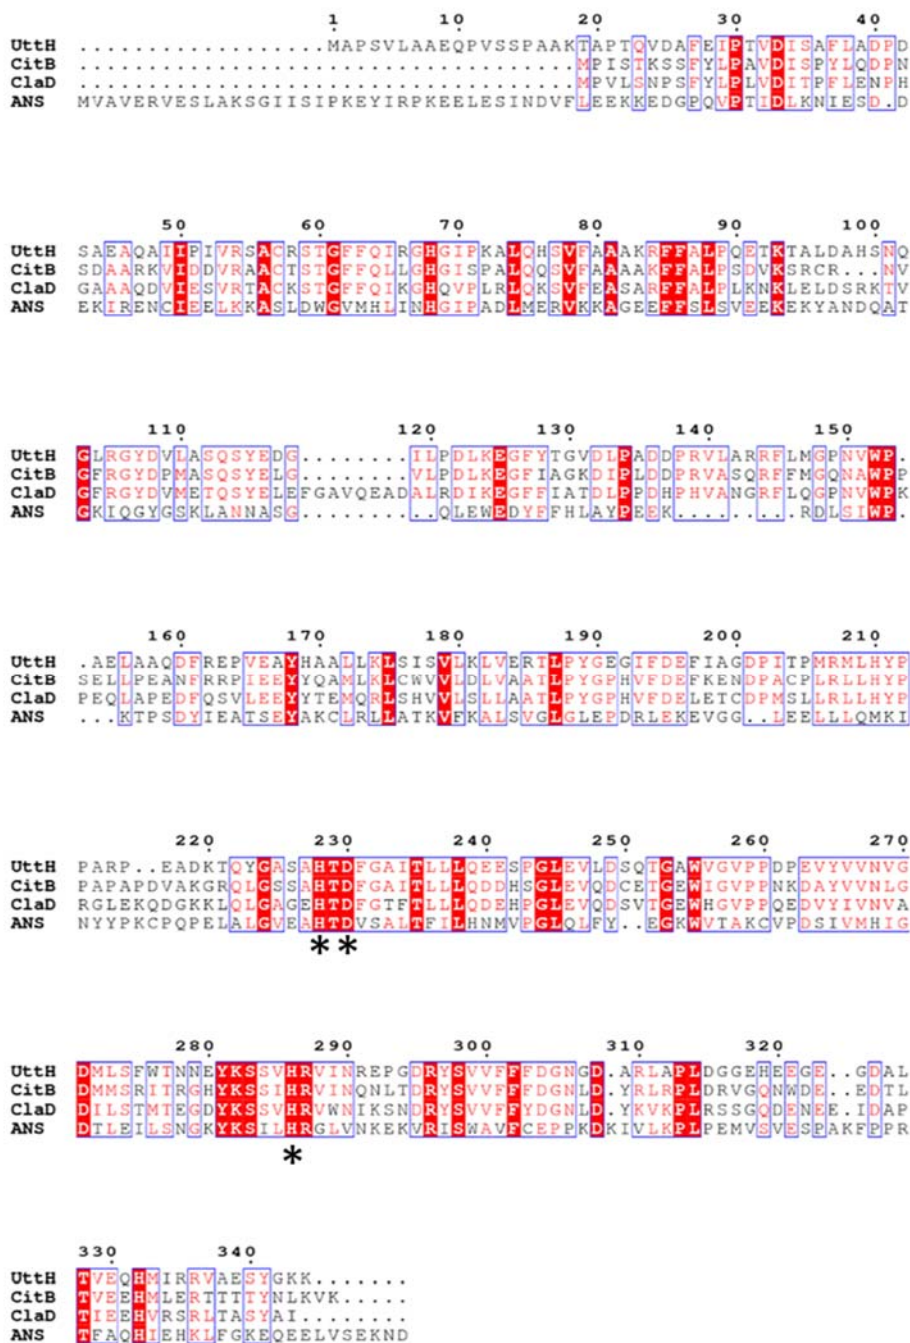 1 10 20 30 40
UttH ...................MAPSVLAAEQPVSSPAAKTAPTQVDAFEIPTVDISAFLADPD
CitB .....................................MPISTKSSFYLPAVDISPYLQDPN
ClaD .....................................MPVLSNPSFYLPLVDITPFLENPH
ANS MVAVERVESLAKSGIISIPKEYIRPKEELESINDVFLEEKKEDGPQVPTIDLKNIESD.D
50 60 70 80 90 100
UttH SAEAQAIIPIVRSACRSTGFFQIRGHGIPKALQHSVFAAAKRFFALPQETKTALDAHSNQ
CitB SDAARKVIDDVRAACTSTGFFQLLGHGISPALQQSVFAAAAKFFALPSDVKSRCR...NV
ClaD GAAAQDVIESVRTACKSTGFFQIKGHQVPLRLQKSVFEASARFFALPLKNKLELDSRKTV
ANS EKIRENCIEELKKASLDWGVMHLINHGIPADLMERVKKAGEEFFSLSVEEKEKYANDQAT
110 120 130 140 150
UttH GLRGYDVLASQSYEDG........ILPDLKEGFYTGVDLPADDPRVLARRFLMGPNVWP.
CitB GFRGYDPMASQSYELG........VLPDLKEGFIAGKDIPLDDPRVASQRFFMGQNAWPP
ClaD GFRGYDVMETQSYELEFGAVQEADALRDIKEGFFIATDLPPDHPHVANGRFLQGPNVWPK
ANS GKIQGYGSKLANNASG........QLEWEDYFFHLAYPEEK.....RDLSIWP.
160 170 180 190 200 210
UttH .AELAAQDFREPVEAYHAALLKLSISVLKLVERTLPYGEGIFDEFIAGDPITPMRMLHYP
CitB SELLPEANFRRPIEEYYQAMLKLCWVVLDLVAATLPYGPHVFDEFKENDPACPLRLLHYP
ClaD PEQLAPEDFQSVLEEYYTEMQRLSHVVLSLLAATLPYGPHVFDELETCDPMSLLRLLHYP
ANS ...KTPSDYIEATSEYAKCLRLLATKVFKALSVGLGLEPDRLEKEVGG..LEELLLQMKI
220 230 240 250 260 270
UttH PARP..EADKTQYGASAHTDFGAITLLLQEESPGLEVLDSQTGAWVGVPPDPEVYVVNVG
CitB PAPAPDVAKGRQLGSSAHTDFGAITLLLQDDHSGLEVQDCETGEWIGVPPNKDAYVVNLG
ClaD RGLEKQDGKKLQLGAGEHTDFGTFTLLLQDEHPGLEVQDSVTGEWHGVPPQEDIYIVNVA
ANS NYYPKCPQPELALGVEAHTDVSALTFILHNMVPGLQLFY..EGKWVTAKCVPDSIVMHIG
* *
280 290 300 310 320
UttH DMLSFWTNNEYKSSVHRVINREPGDRYSVVFFFDGNGD.ARLAPLDGGEHEEGE..GDAL
CitB DMMSRITRGHYKSSIHRVINQNLTDRYSVVFFFDGNLD.YRLRPLDRVGQNWDE..EDTL
ClaD DILSTMTEGDYKSSVHRVWNIKSNDRYSVVFFYDGNLD.YKVKPLRSSGQDENEE.IDAP
ANS DTLEILSNGKYKSILHRGLVNKEKVRISWAVFCEPPKDKIVLKPLPEMVSVESPAKFPPR
*
330 340
UttH TVEQHMIRRVAESYGKK.......
CitB TVEEHMLERTTTTYNLKVK.....
ClaD TIEEHVRSRLTASYAI........
ANS TFAQHIEHKLFGKEQEELVSEKND